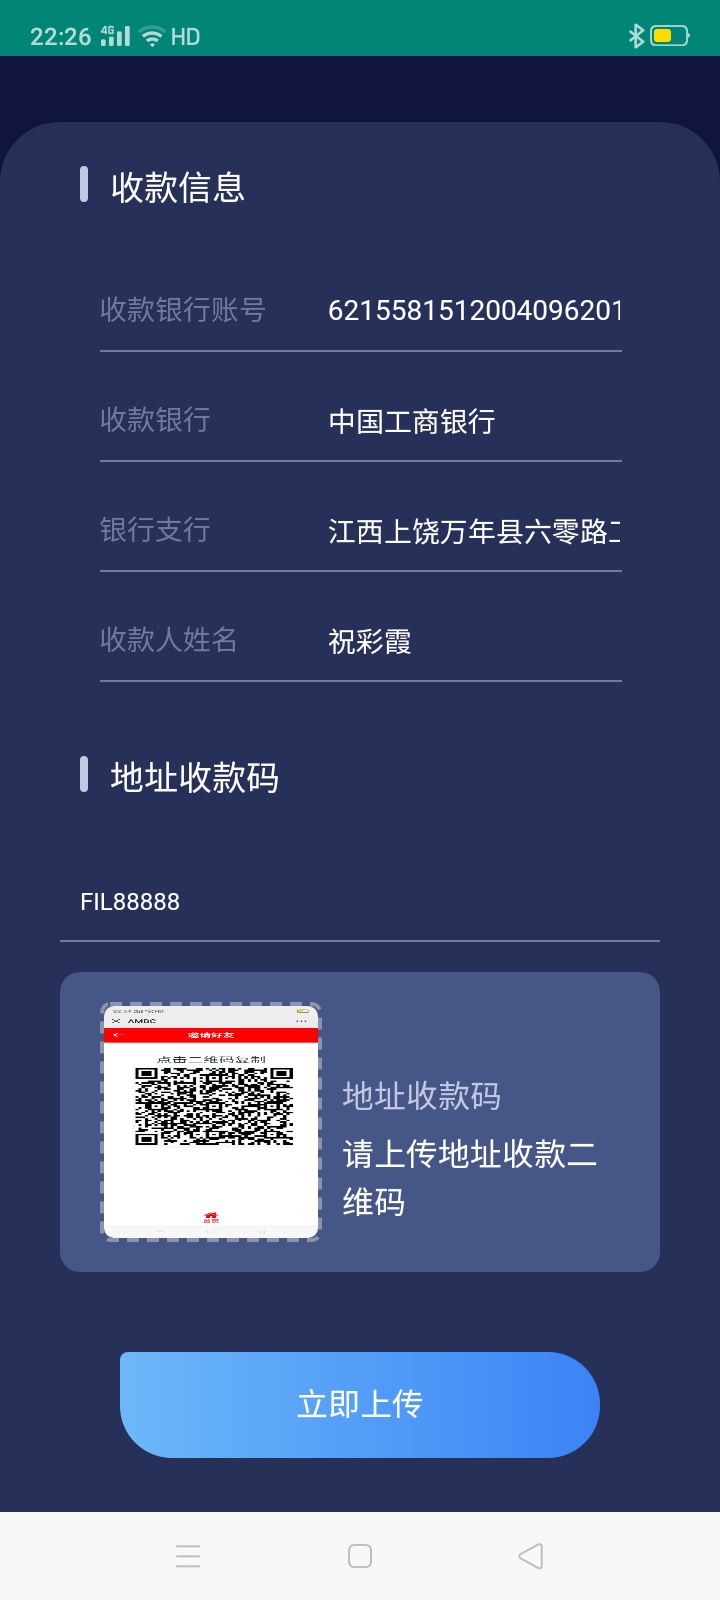 22:26 4G HD
收款信息
收款银行账号 6215581512004096201
收款银行 中国工商银行
银行支行 江西上饶万年县六零路
收款人姓名 祝彩霞
地址收款码
FIL88888
AMBC
邀请好友
点击二维码复制
首页
地址收款码
请上传地址收款二
维码
立即上传